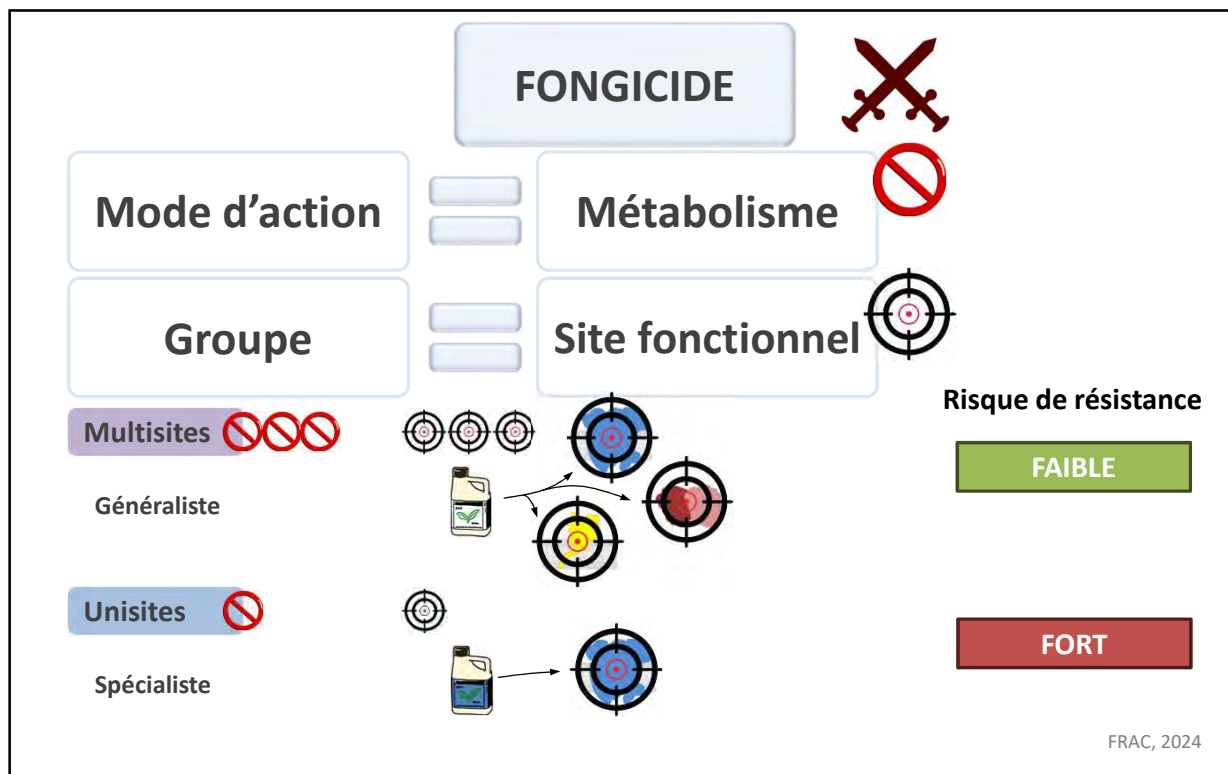 FONGICIDE
Mode d’action
Métabolisme
Groupe
Site fonctionnel
Risque de résistance
Multisites
FAIBLE
Généraliste
Unisites
FORT
Spécialiste
FRAC, 2024